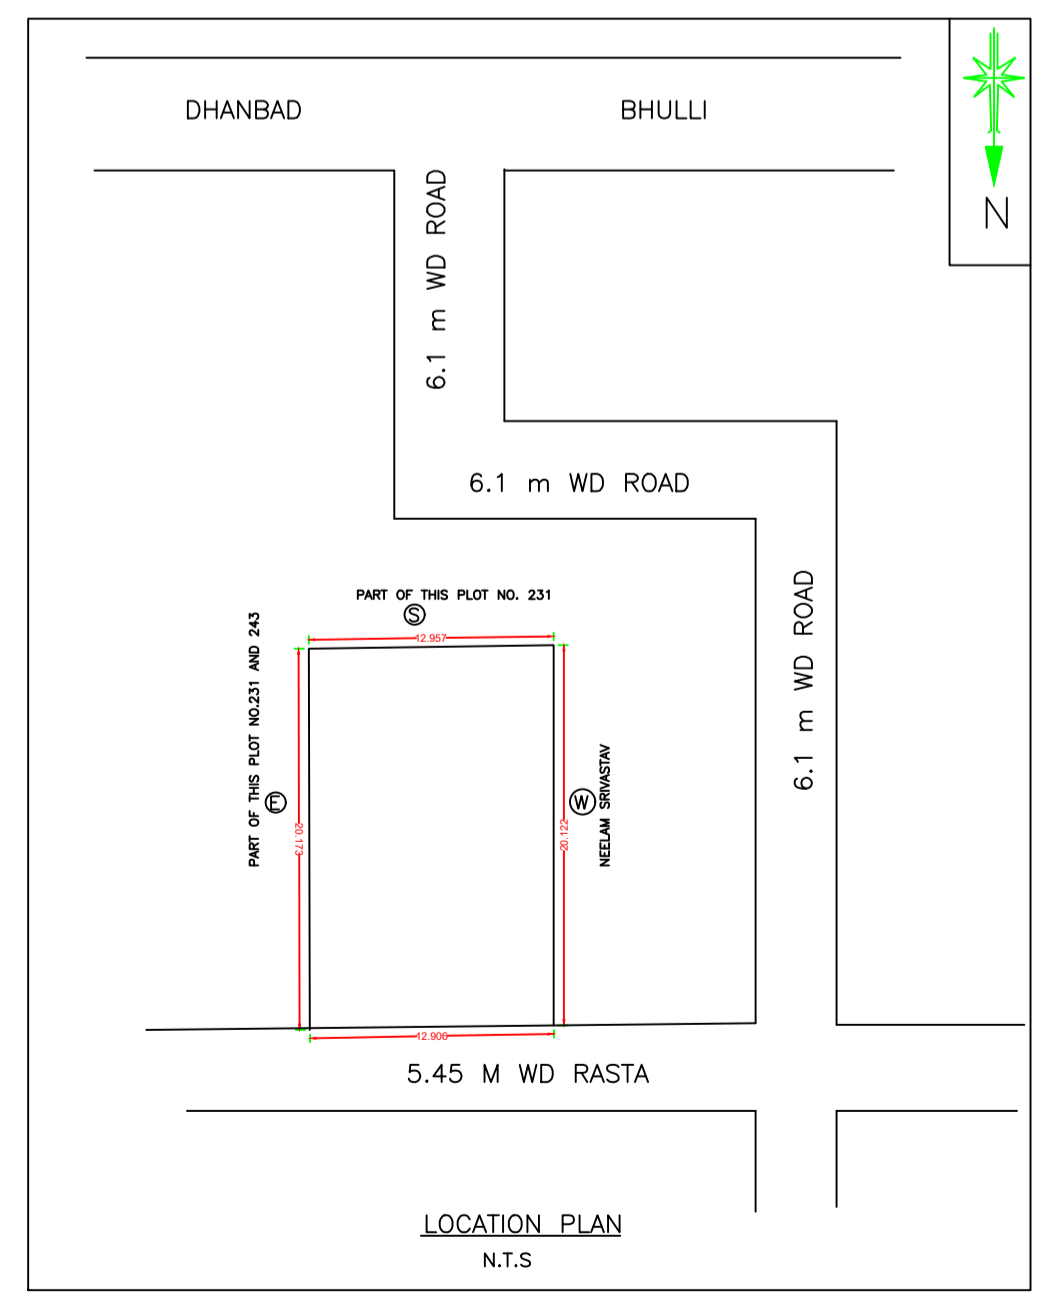 DHANBAD
BHULLI
N
6.1 m WD ROAD
6.1 m WD ROAD
6.1 m WD ROAD
PART OF THIS PLOT NO. 231
S
12.957
PART OF THIS PLOT NO.231 AND 243
E
20.173
20.122
W
NEELAM SRIVASTAV
12.906
5.45 M WD RASTA
LOCATION PLAN
N.T.S